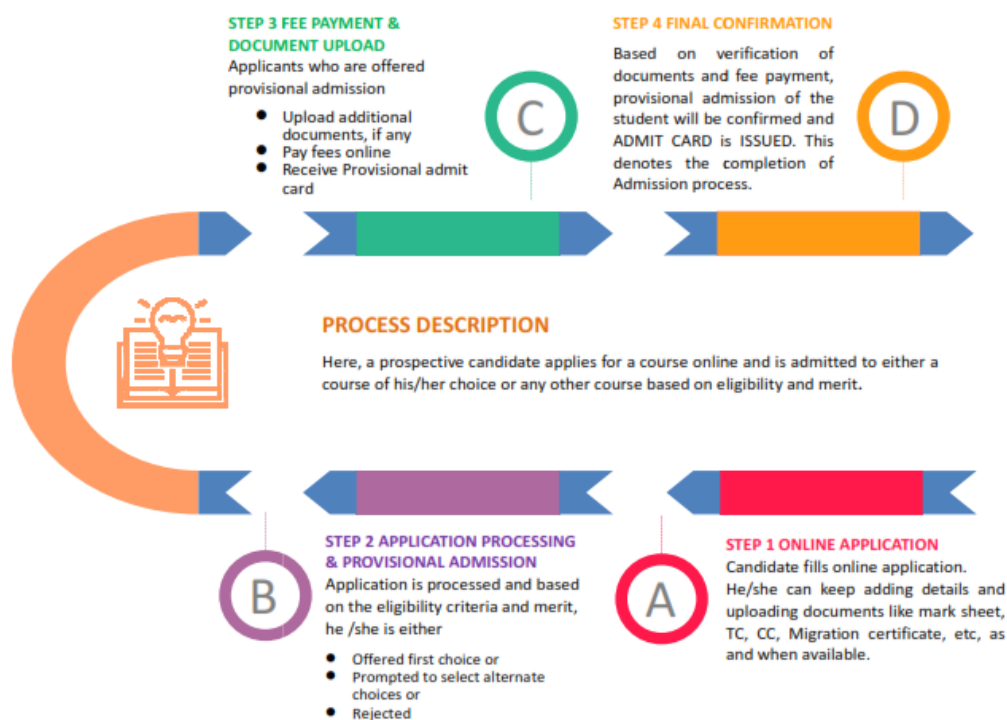 STEP 3 FEE PAYMENT &
DOCUMENT UPLOAD
Applicants who are offered
provisional admission
● Upload additional
documents, if any
● Pay fees online
● Receive Provisional admit
card
C
STEP 4 FINAL CONFIRMATION
Based on verification of
documents and fee payment,
provisional admission of the
student will be confirmed and
ADMIT CARD is ISSUED. This
denotes the completion of
Admission process.
D
PROCESS DESCRIPTION
Here, a prospective candidate applies for a course online and is admitted to either a
course of his/her choice or any other course based on eligibility and merit.
B
STEP 2 APPLICATION PROCESSING
& PROVISIONAL ADMISSION
Application is processed and based
on the eligibility criteria and merit,
he /she is either
● Offered first choice or
● Prompted to select alternate
choices or
● Rejected
A
STEP 1 ONLINE APPLICATION
Candidate fills online application.
He/she can keep adding details and
uploading documents like mark sheet,
TC, CC, Migration certificate, etc, as
and when available.